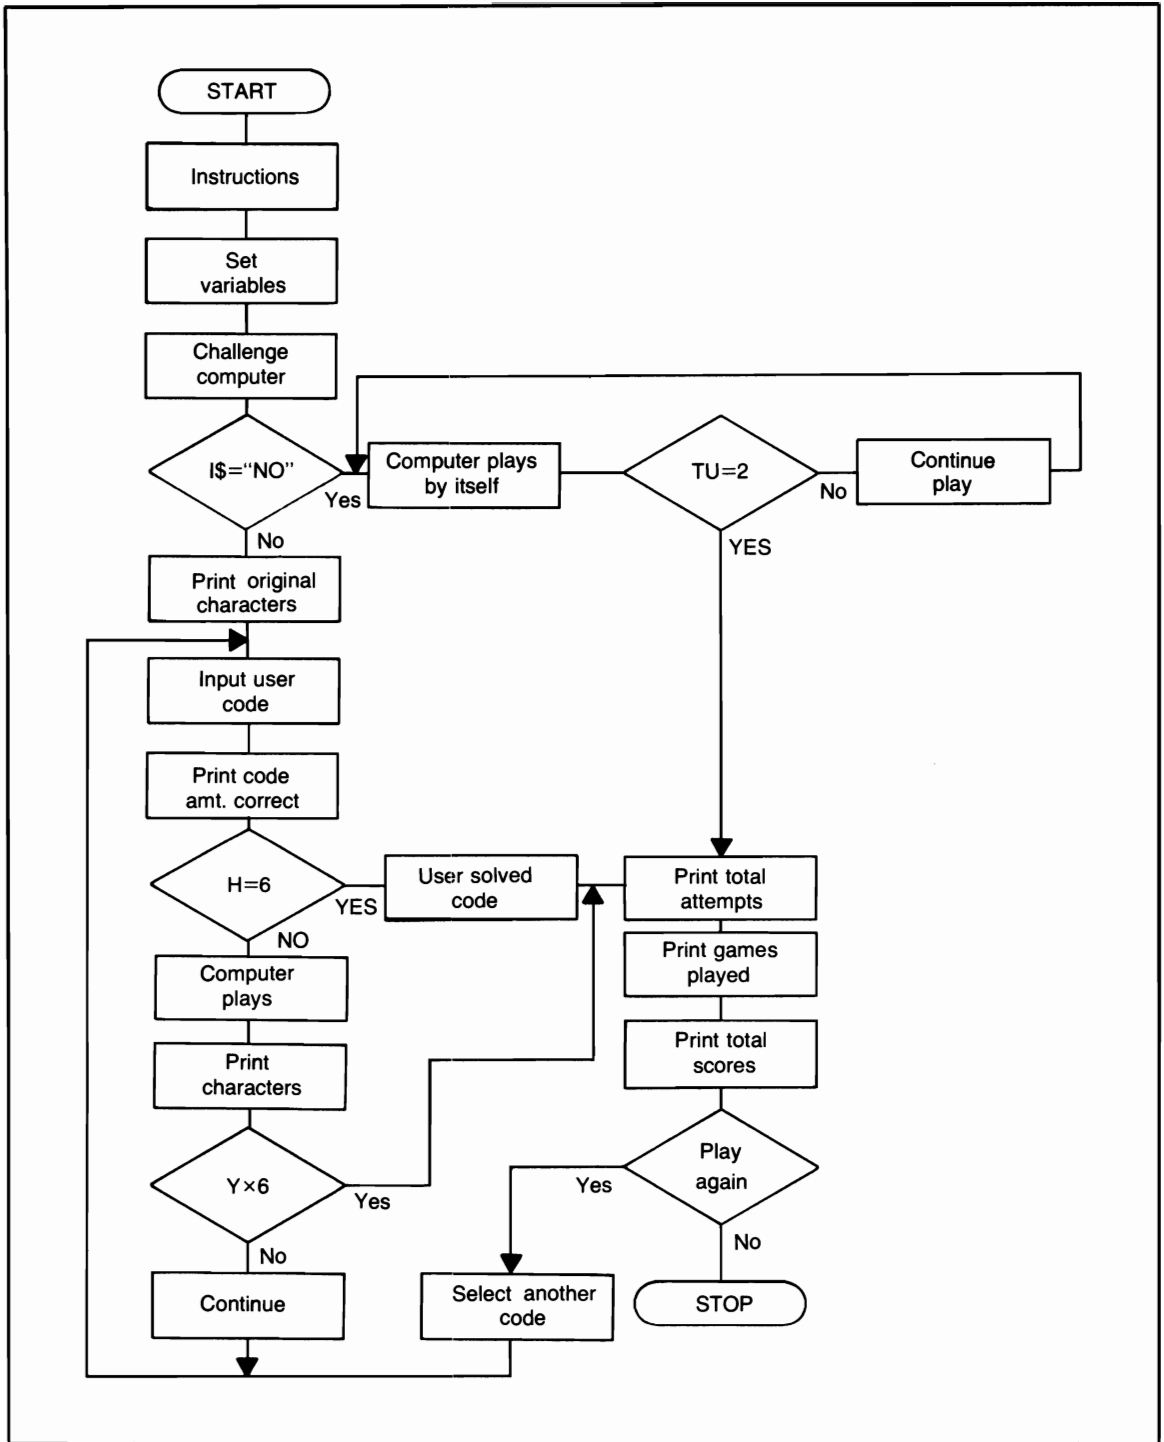 START
Instructions
Set
variables
Challenge
computer
I$=“NO”
Yes
Computer plays
by itself
TU=2
No
Continue
play
No
YES
Print original
characters
Input user
code
Print code
amt. correct
H=6
YES
User solved
code
Print total
attempts
NO
Computer
plays
Print games
played
Print
characters
Print total
scores
Y×6
Yes
Play
again
Yes
No
No
Continue
Select another
code
STOP